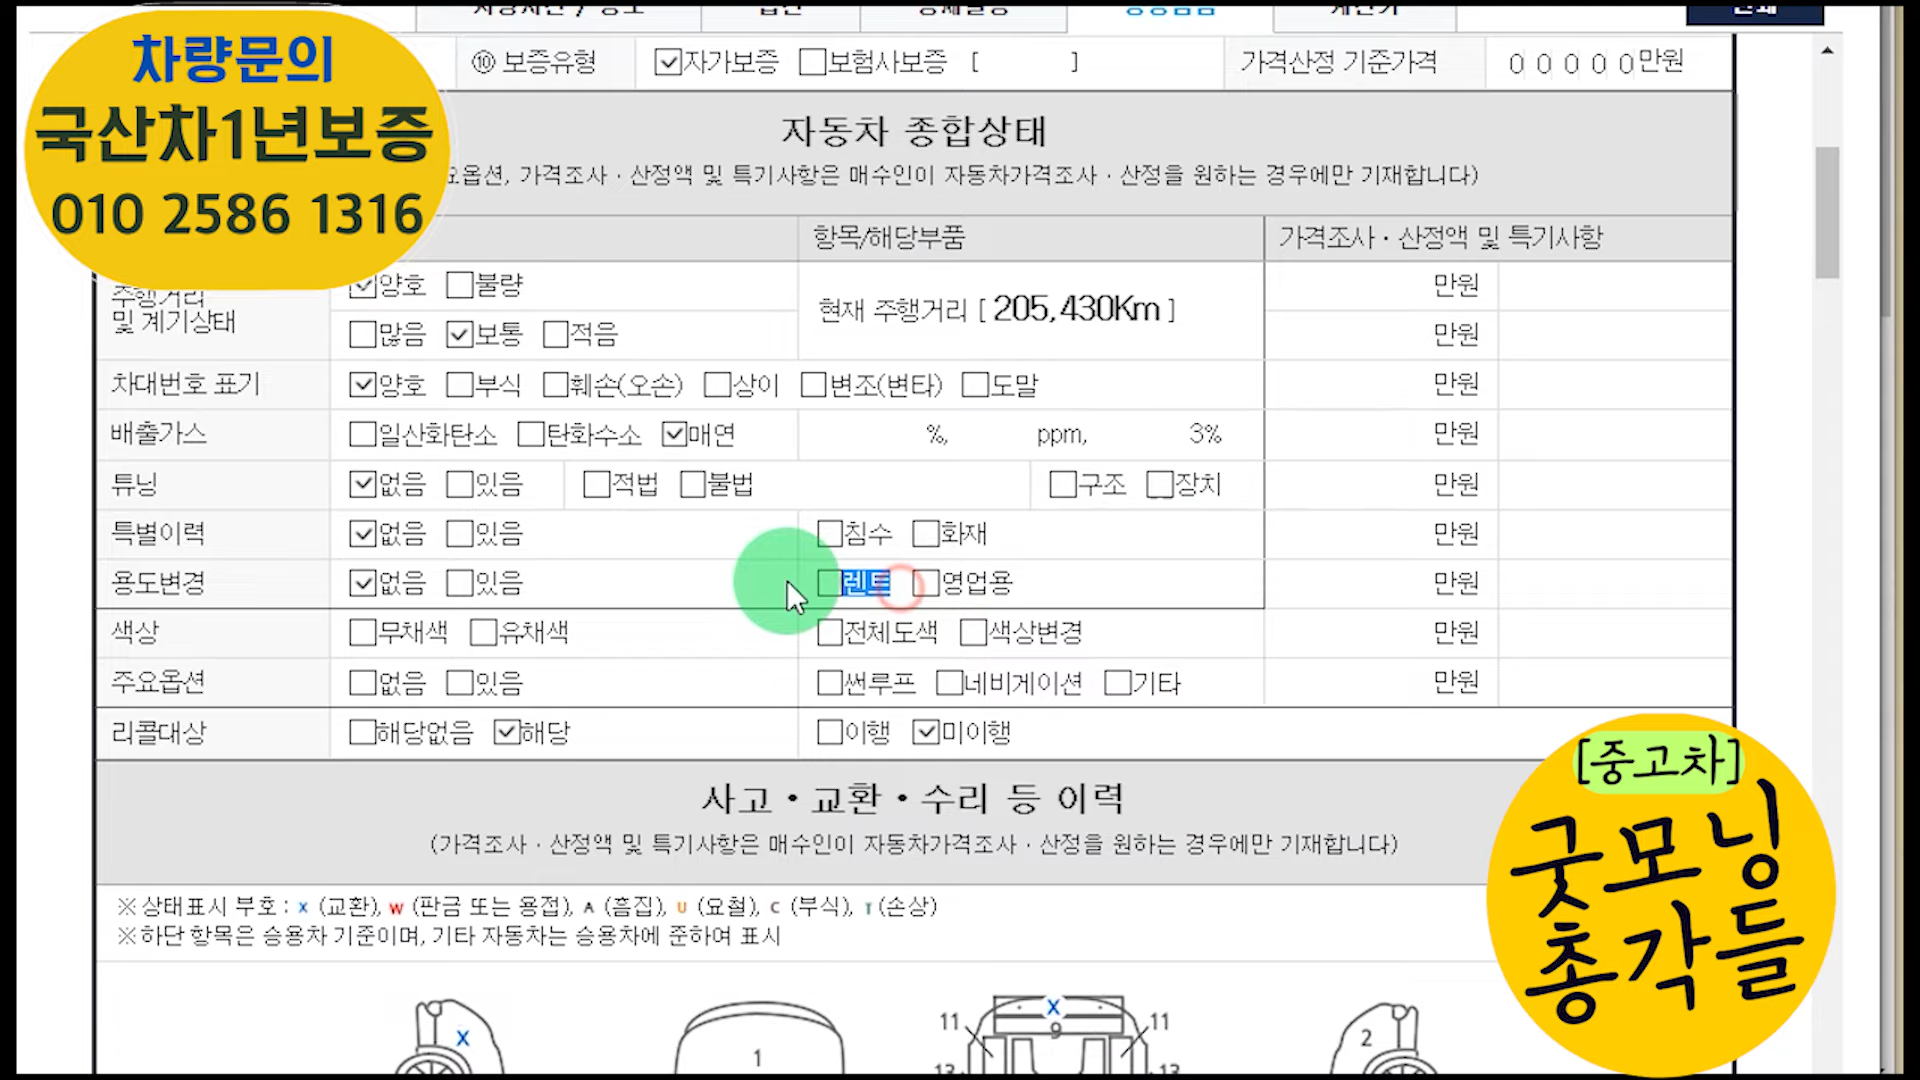 차량문의
국산차1년보증
010 2586 1316
⑩ 보증유형 자가보증 보험사보증 [ ] 가격산정 기준가격 0 0 0 0 0만원
자동차 종합상태
요옵션, 가격조사 · 산정액 및 특기사항은 매수인이 자동차가격조사 · 산정을 원하는 경우에만 기재합니다)
항목/해당부품 가격조사 · 산정액 및 특기사항
주행거리 및 계기상태 양호 불량 현재 주행거리 [ 205,430Km ] 만원
많음 보통 적음 만원
차대번호 표기 양호 부식 훼손(오손) 상이 변조(변타) 도말 만원
배출가스 일산화탄소 탄화수소 매연 %, ppm, 3% 만원
튜닝 없음 있음 적법 불법 구조 장치 만원
특별이력 없음 있음 침수 화재 만원
용도변경 없음 있음 렌트 영업용 만원
색상 무채색 유채색 전체도색 색상변경 만원
주요옵션 없음 있음 썬루프 네비게이션 기타 만원
리콜대상 해당없음 해당 이행 미이행
사고 · 교환 · 수리 등 이력
(가격조사 · 산정액 및 특기사항은 매수인이 자동차가격조사 · 산정을 원하는 경우에만 기재합니다)
※ 상태표시 부호 : X (교환), W (판금 또는 용접), A (흠집), U (요철), C (부식), T (손상)
※ 하단 항목은 승용차 기준이며, 기타 자동차는 승용차에 준하여 표시
X 1 11 X 9 11 2
13 13
[중고차]
굿모닝
총각들